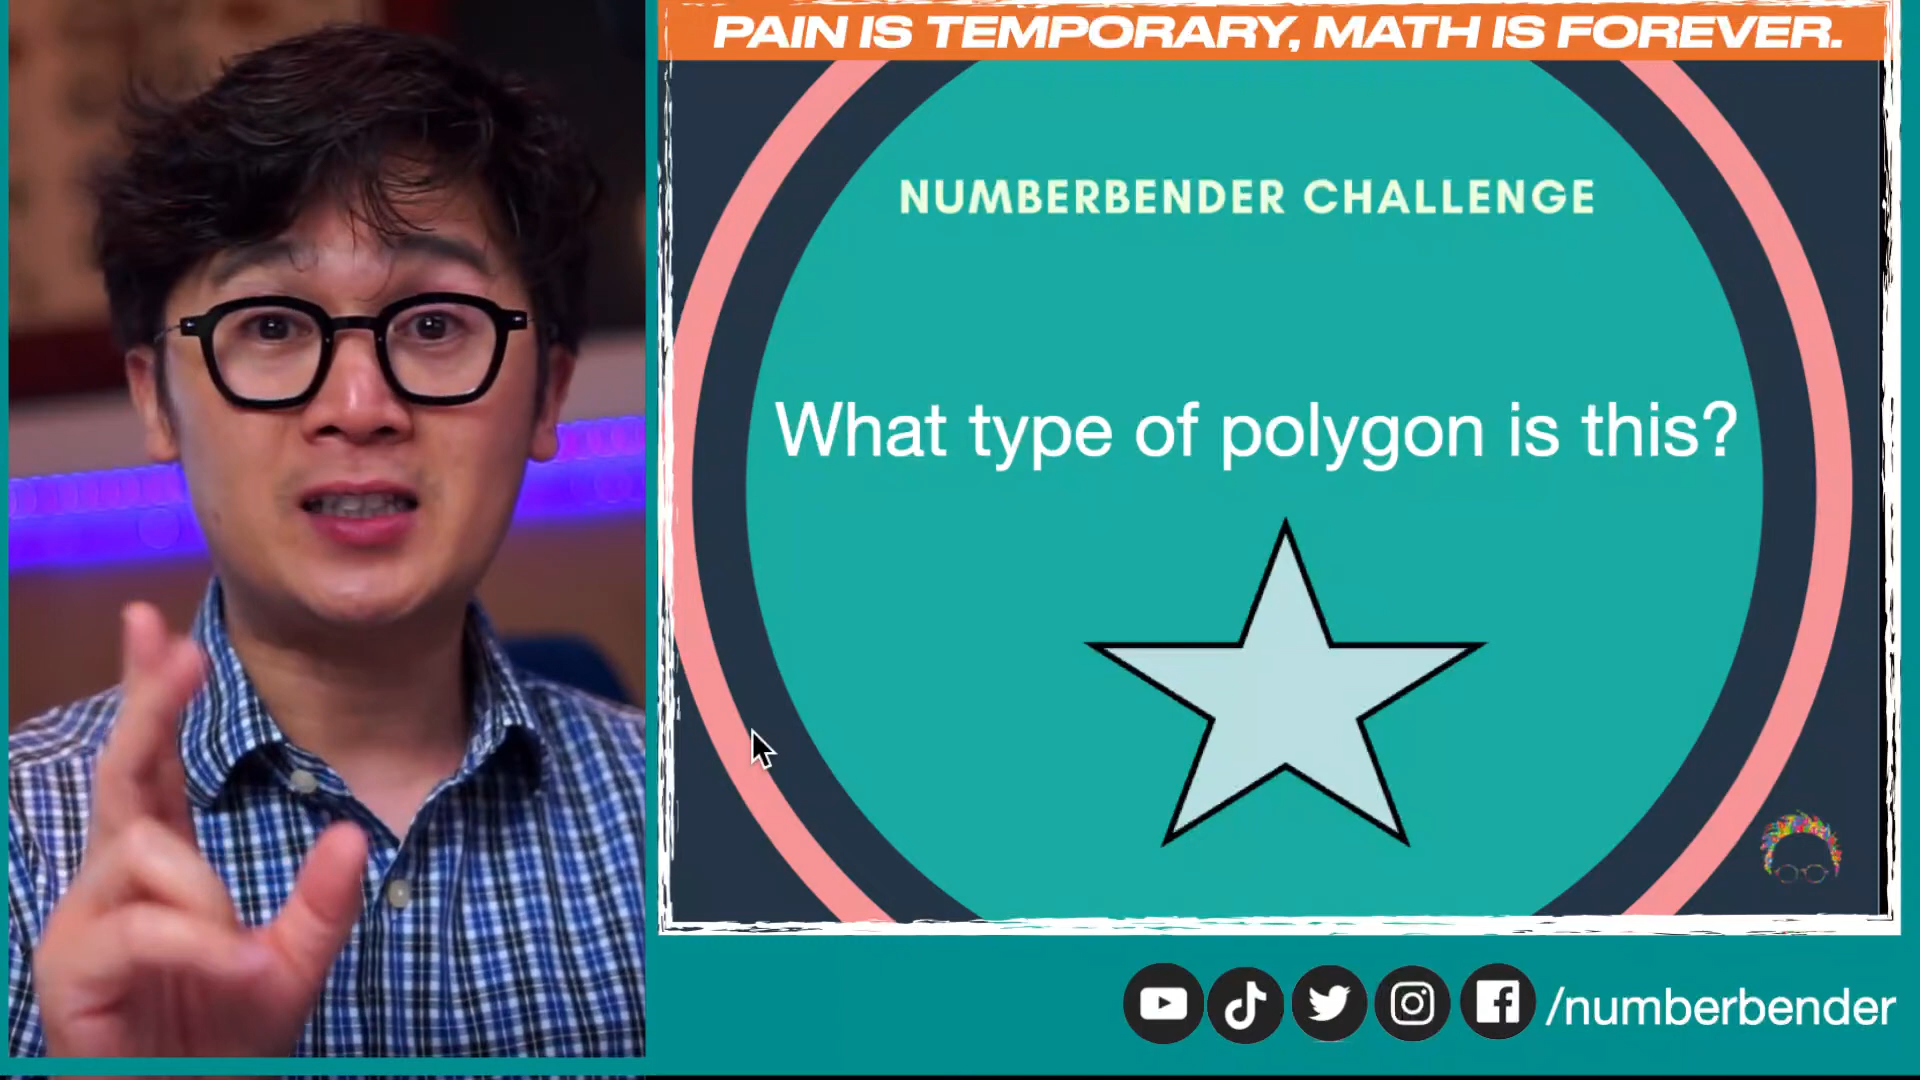 PAIN IS TEMPORARY, MATH IS FOREVER.
NUMBERBENDER CHALLENGE
What type of polygon is this?
/numberbender